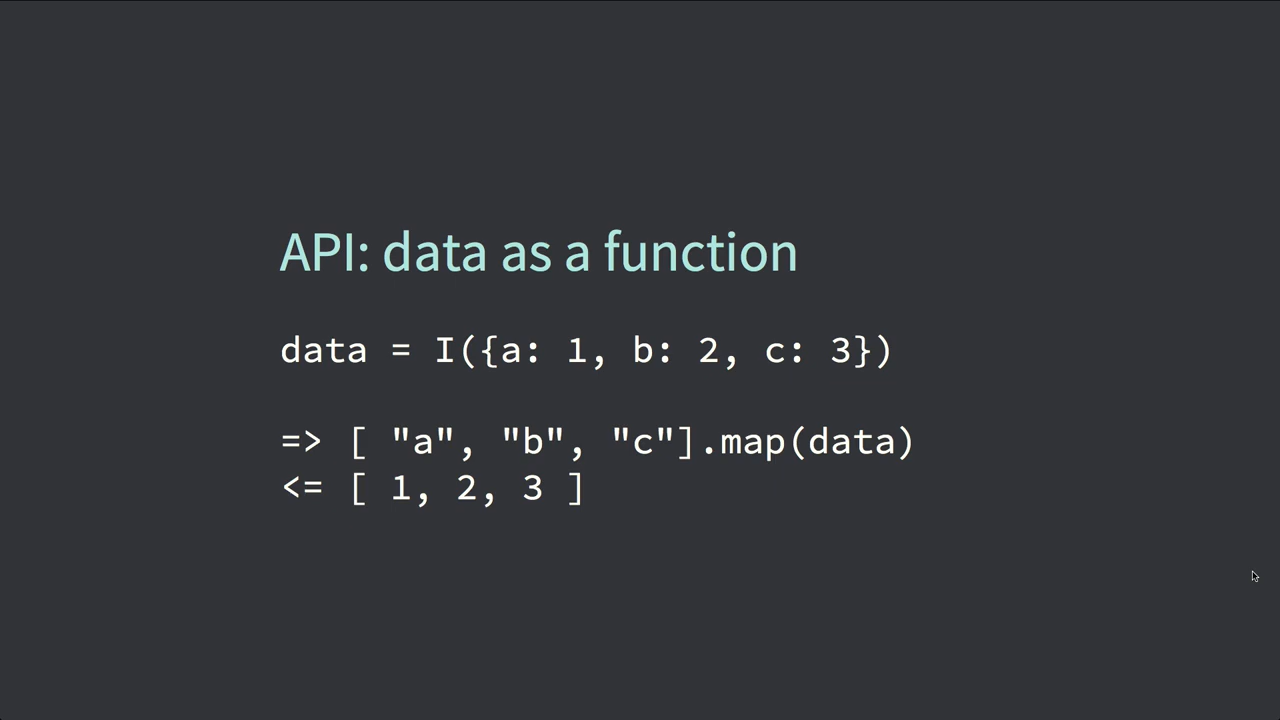 API: data as a function
data = I({a: 1, b: 2, c: 3})
=> [ "a", "b", "c"].map(data)
<= [ 1, 2, 3 ]